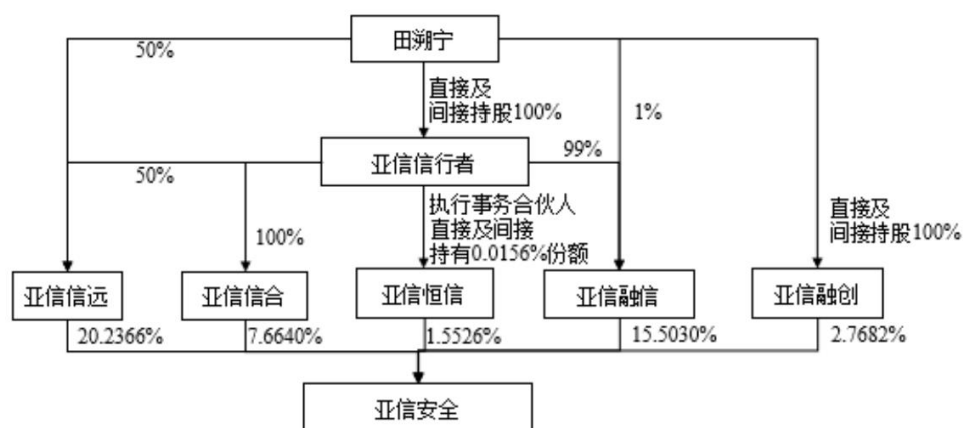 田溯宁
50%
直接及
间接持股100%
1%
亚信信行者
99%
50%
100%
执行事务合伙人
直接及间接
持有0.0156%份额
直接及
间接持股100%
亚信信远
亚信信合
亚信恒信
亚信融信
亚信融创
20.2366%
7.6640%
1.5526%
15.5030%
2.7682%
亚信安全